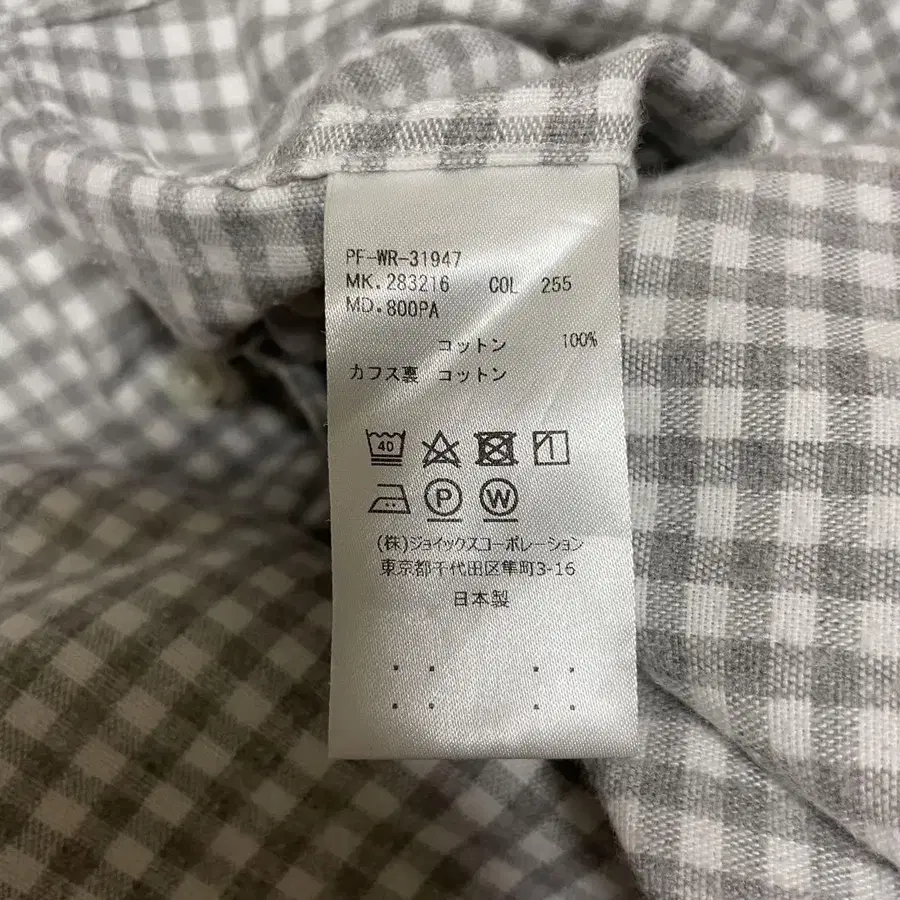 PF-WR-31947
MK.283216 COL 255
MD.800PA
コットン 100%
カフス裏 コットン
40
P W
(株)ジョイックスコーポレーション
東京都千代田区隼町3-16
日本製